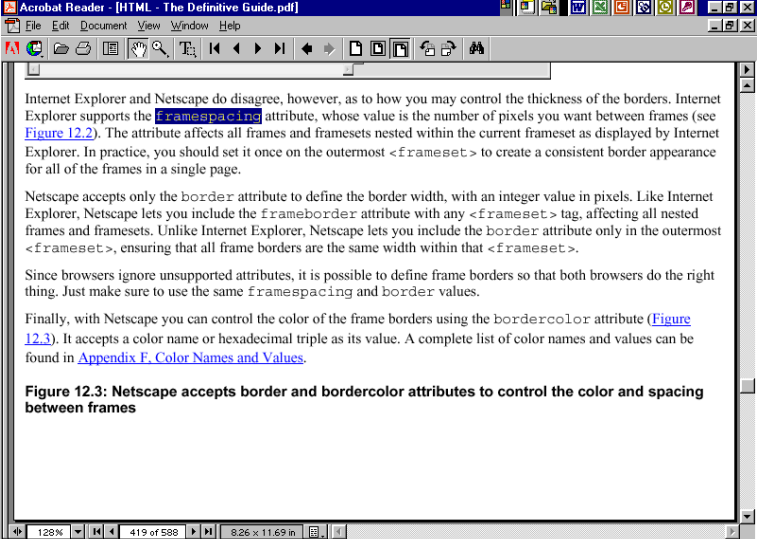 Acrobat Reader - [HTML - The Definitive Guide.pdf]
File Edit Document View Window Help
Internet Explorer and Netscape do disagree, however, as to how you may control the thickness of the borders. Internet
Explorer supports the framespacing attribute, whose value is the number of pixels you want between frames (see
Figure 12.2). The attribute affects all frames and framesets nested within the current frameset as displayed by Internet
Explorer. In practice, you should set it once on the outermost <frameset> to create a consistent border appearance
for all of the frames in a single page.
Netscape accepts only the border attribute to define the border width, with an integer value in pixels. Like Internet
Explorer, Netscape lets you include the frameborder attribute with any <frameset> tag, affecting all nested
frames and framesets. Unlike Internet Explorer, Netscape lets you include the border attribute only in the outermost
<frameset>, ensuring that all frame borders are the same width within that <frameset>.
Since browsers ignore unsupported attributes, it is possible to define frame borders so that both browsers do the right
thing. Just make sure to use the same framespacing and border values.
Finally, with Netscape you can control the color of the frame borders using the bordercolor attribute (Figure
12.3). It accepts a color name or hexadecimal triple as its value. A complete list of color names and values can be
found in Appendix F, Color Names and Values.
Figure 12.3: Netscape accepts border and bordercolor attributes to control the color and spacing
between frames
128% 419 of 588 8.26 x 11.69 in